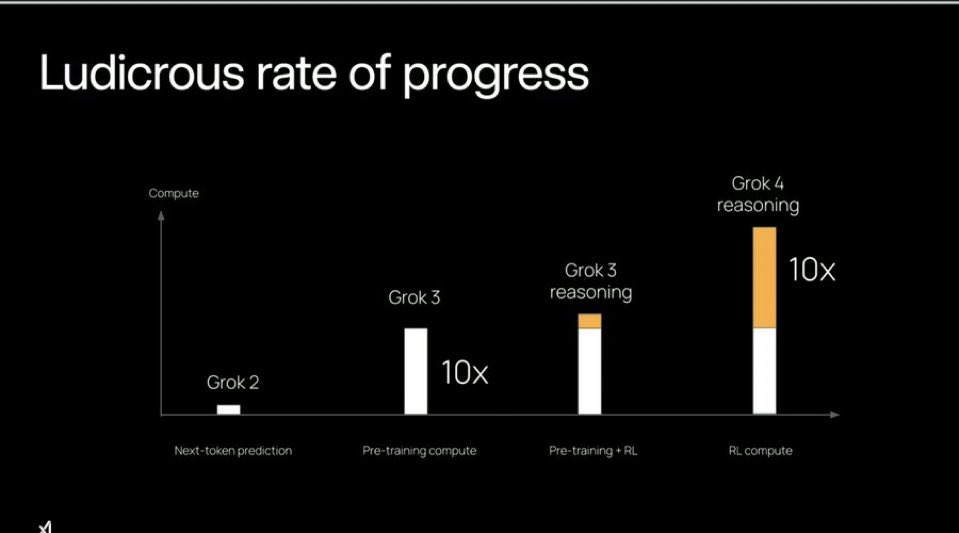 Ludicrous rate of progress
Compute
Grok 2
Grok 3
10x
Grok 3
reasoning
Grok 4
reasoning
10x
Next-token prediction
Pre-training compute
Pre-training + RL
RL compute